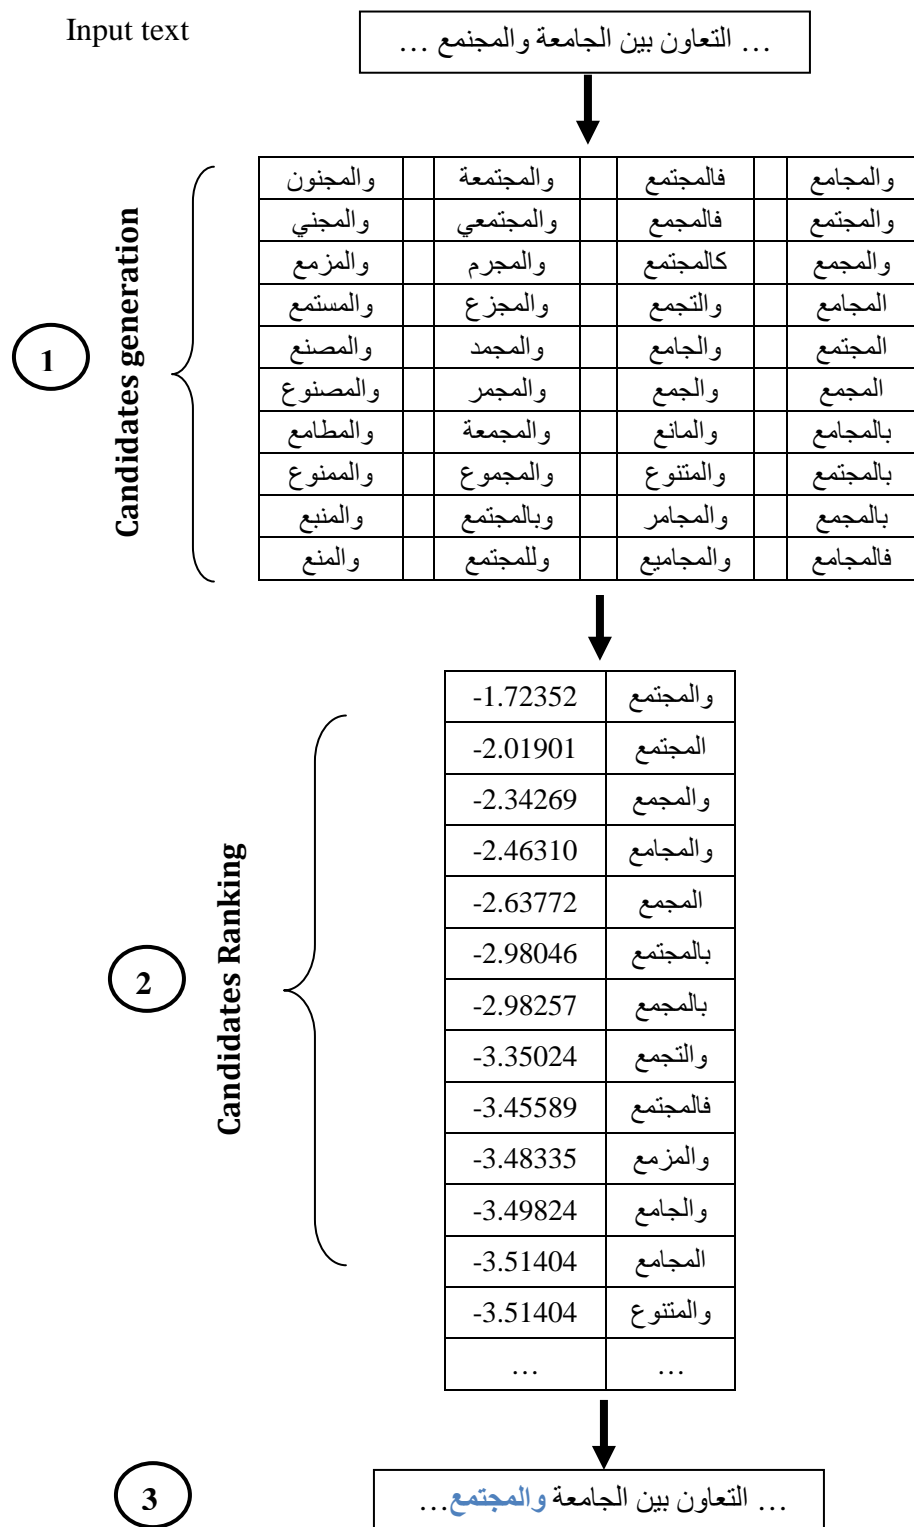 Input text
… التعاون بين الجامعة والمجنمع …
Candidates generation
1
والمجامع فالمجتمع والمجتمعة والمجنون
والمجتمع فالمجمع والمجتمعي والمجني
والمجمع كالمجتمع والمجرم والمزمع
المجامع والتجمع والمجزع والمستمع
المجتمع والجامع والمجمد والمصنع
المجمع والجمع والمجمر والمصنوع
بالمجامع والمانع والمجمعة والمطامع
بالمجتمع والمتنوع والمجموع والممنوع
بالمجمع والمجامر وبالمجتمع والمنبع
فالمجامع والمجاميع وللمجتمع والمنع
Candidates Ranking
2
والمجتمع -1.72352
المجتمع -2.01901
والمجمع -2.34269
والمجامع -2.46310
المجمع -2.63772
بالمجتمع -2.98046
بالمجمع -2.98257
والتجمع -3.35024
فالمجتمع -3.45589
والمزمع -3.48335
والجامع -3.49824
المجامع -3.51404
والمتنوع -3.51404
… …
3
… التعاون بين الجامعة والمجتمع…